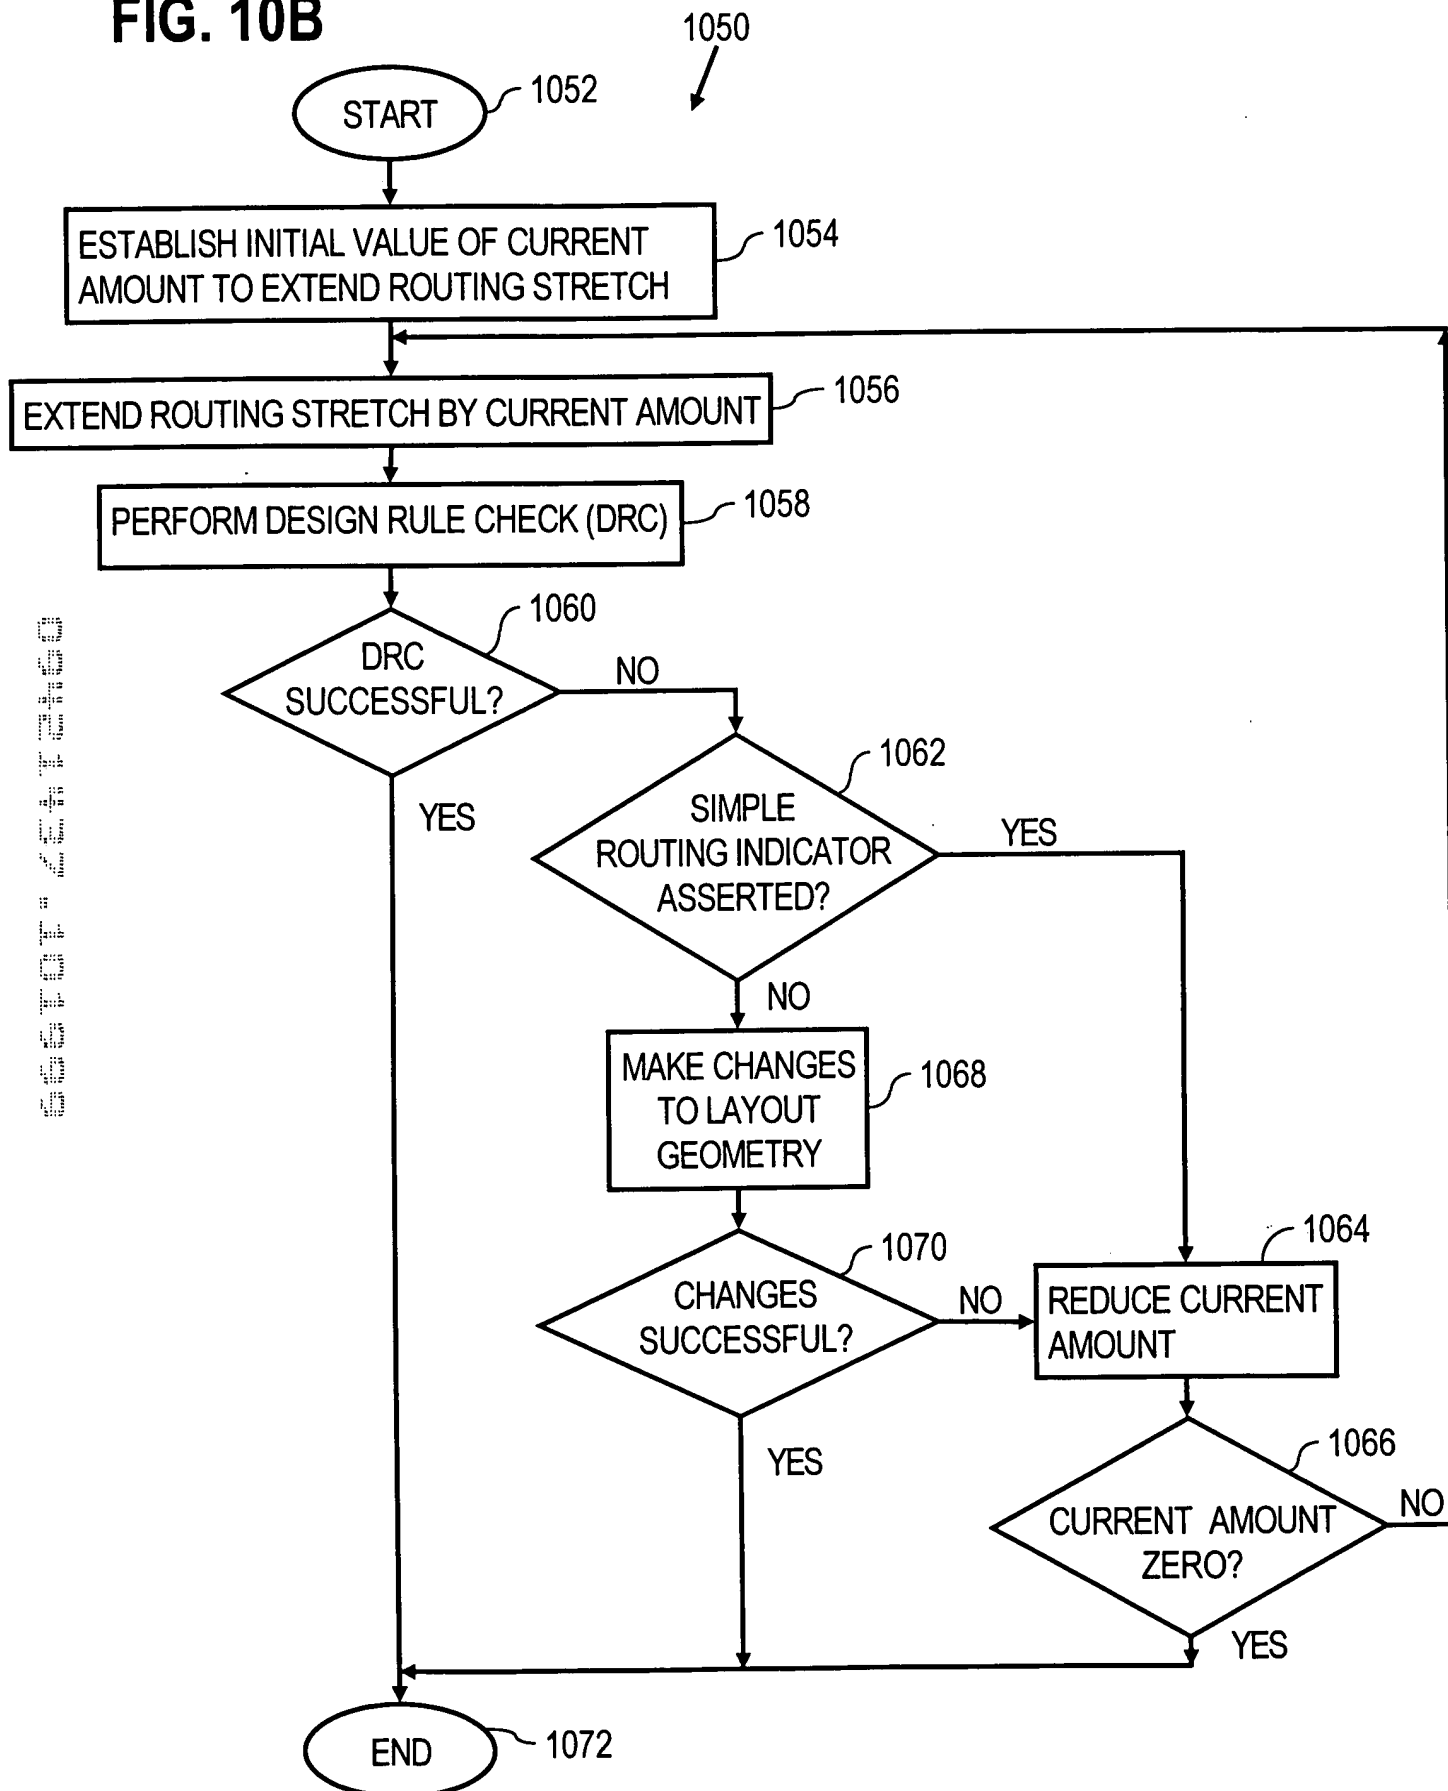 FIG. 10B
1050
START
1052
ESTABLISH INITIAL VALUE OF CURRENT
AMOUNT TO EXTEND ROUTING STRETCH
1054
EXTEND ROUTING STRETCH BY CURRENT AMOUNT
1056
PERFORM DESIGN RULE CHECK (DRC)
1058
DRC
SUCCESSFUL?
1060
NO
YES
SIMPLE
ROUTING INDICATOR
ASSERTED?
1062
YES
NO
MAKE CHANGES
TO LAYOUT
GEOMETRY
1068
CHANGES
SUCCESSFUL?
1070
NO
YES
REDUCE CURRENT
AMOUNT
1064
CURRENT AMOUNT
ZERO?
1066
NO
YES
END
1072